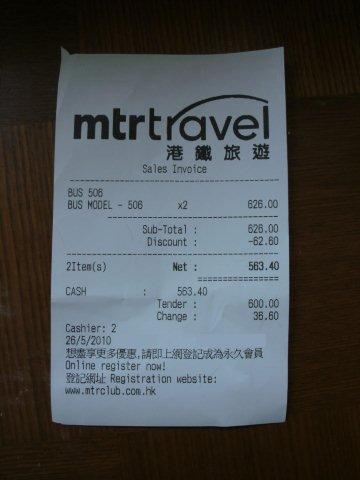 mtrtravel
港鐵旅遊
Sales Invoice
BUS 506
BUS MODEL - 506 x2 626.00
Sub-Total : 626.00
Discount : -62.60
2Item(s) Net : 563.40
CASH : 563.40
Tender : 600.00
Change : 36.60
Cashier: 2
26/5/2010
想盡享更多優惠,請即上網登記成為永久會員
Online register now!
登記網址 Registration website:
www.mtrclub.com.hk